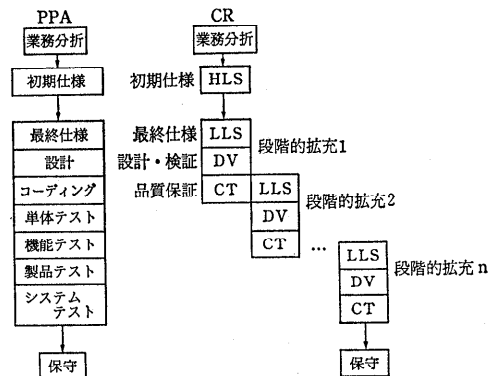 PPA
業務分折
初期仕様
最終仕様
設計
コーディング
単体テスト
機能テスト
製品テスト
システム
テスト
保守
CR
業務分折
初期仕様 HLS
最終仕様 LLS
設計・検証 DV
品質保証 CT
段階的拡充1
LLS
DV
CT
段階的拡充2
…
LLS
DV
CT
段階的拡充n
保守